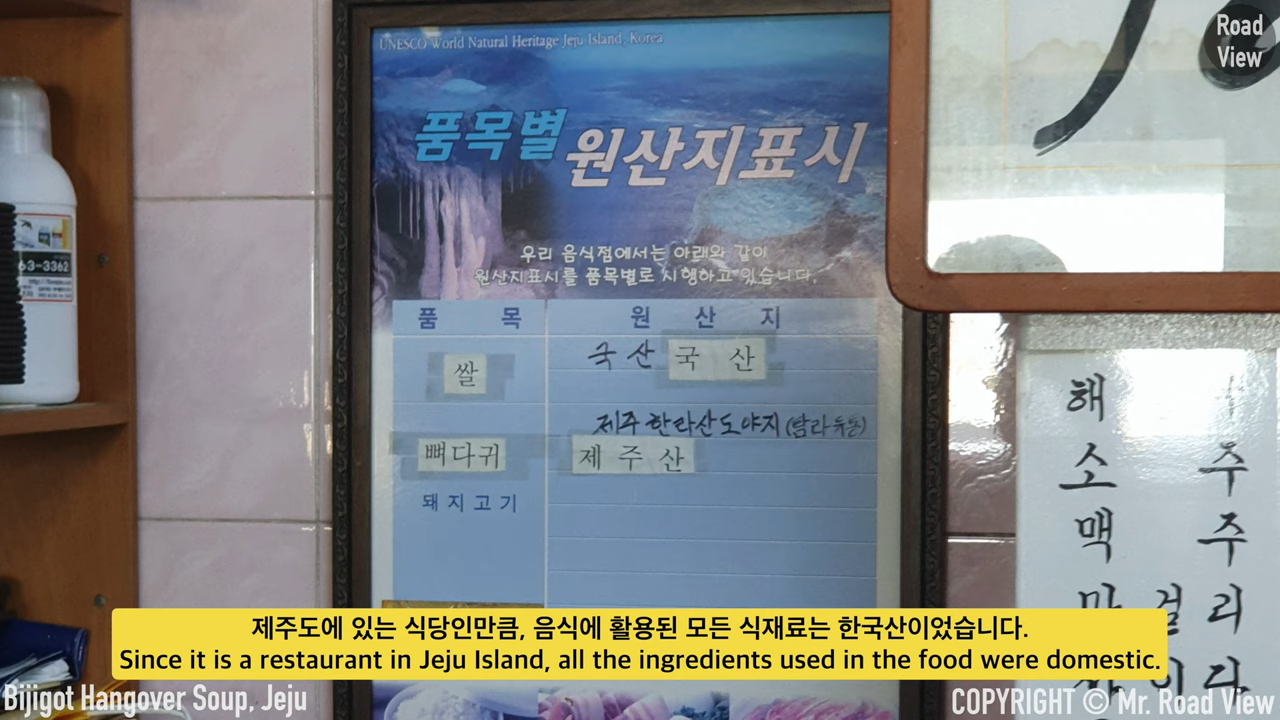 UNESCO World Natural Heritage Jeju Island, Korea
품목별 원산지표시
우리 음식점에서는 아래와 같이
원산지표시를 품목별로 시행하고 있습니다.
품 목 원 산 지
쌀 국산 국 산
제주 한라산도야지 (탐라유통)
뼈다귀 제 주 산
돼지고기
63-3362
Road
View
해
소
맥
주
주
리
다
제주도에 있는 식당인만큼, 음식에 활용된 모든 식재료는 한국산이었습니다.
Since it is a restaurant in Jeju Island, all the ingredients used in the food were domestic.
Bijigot Hangover Soup, Jeju
COPYRIGHT © Mr. Road View